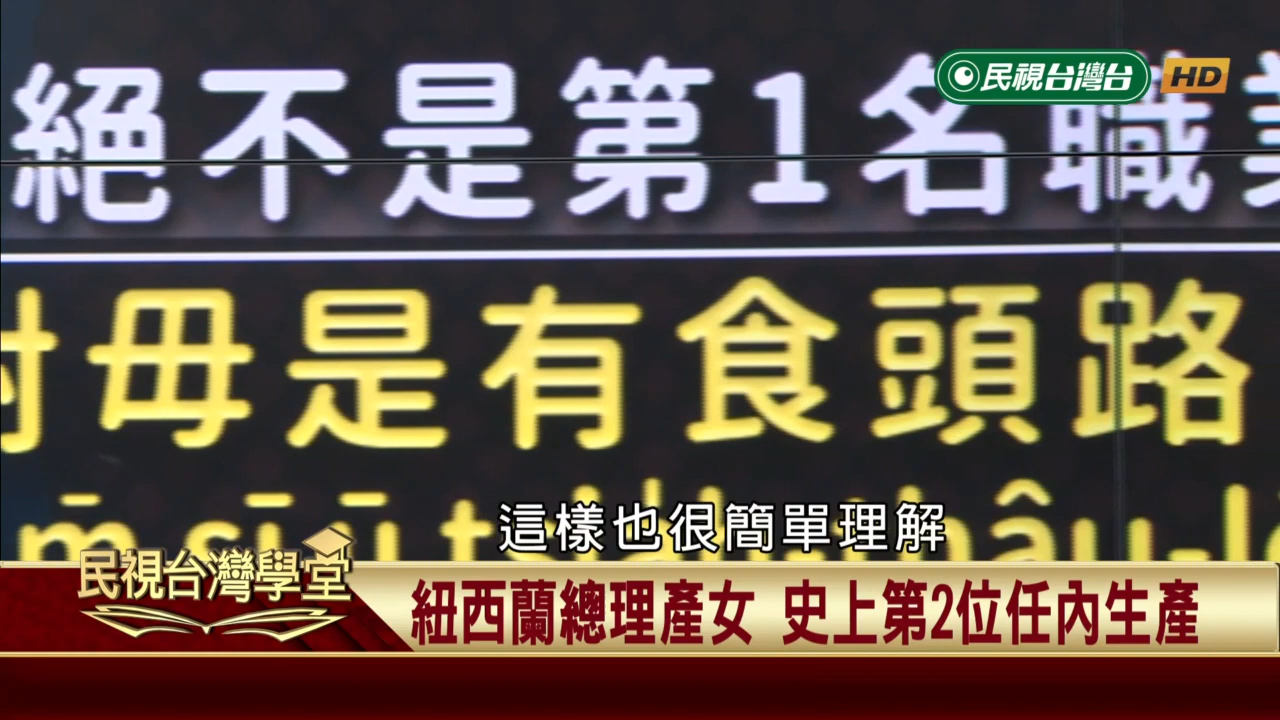 民視台灣台 HD
絕不是第1名職
毋是有食頭路
m̄ sī ū
這樣也很簡單理解
民視台灣學堂
紐西蘭總理產女 史上第2位任內生產